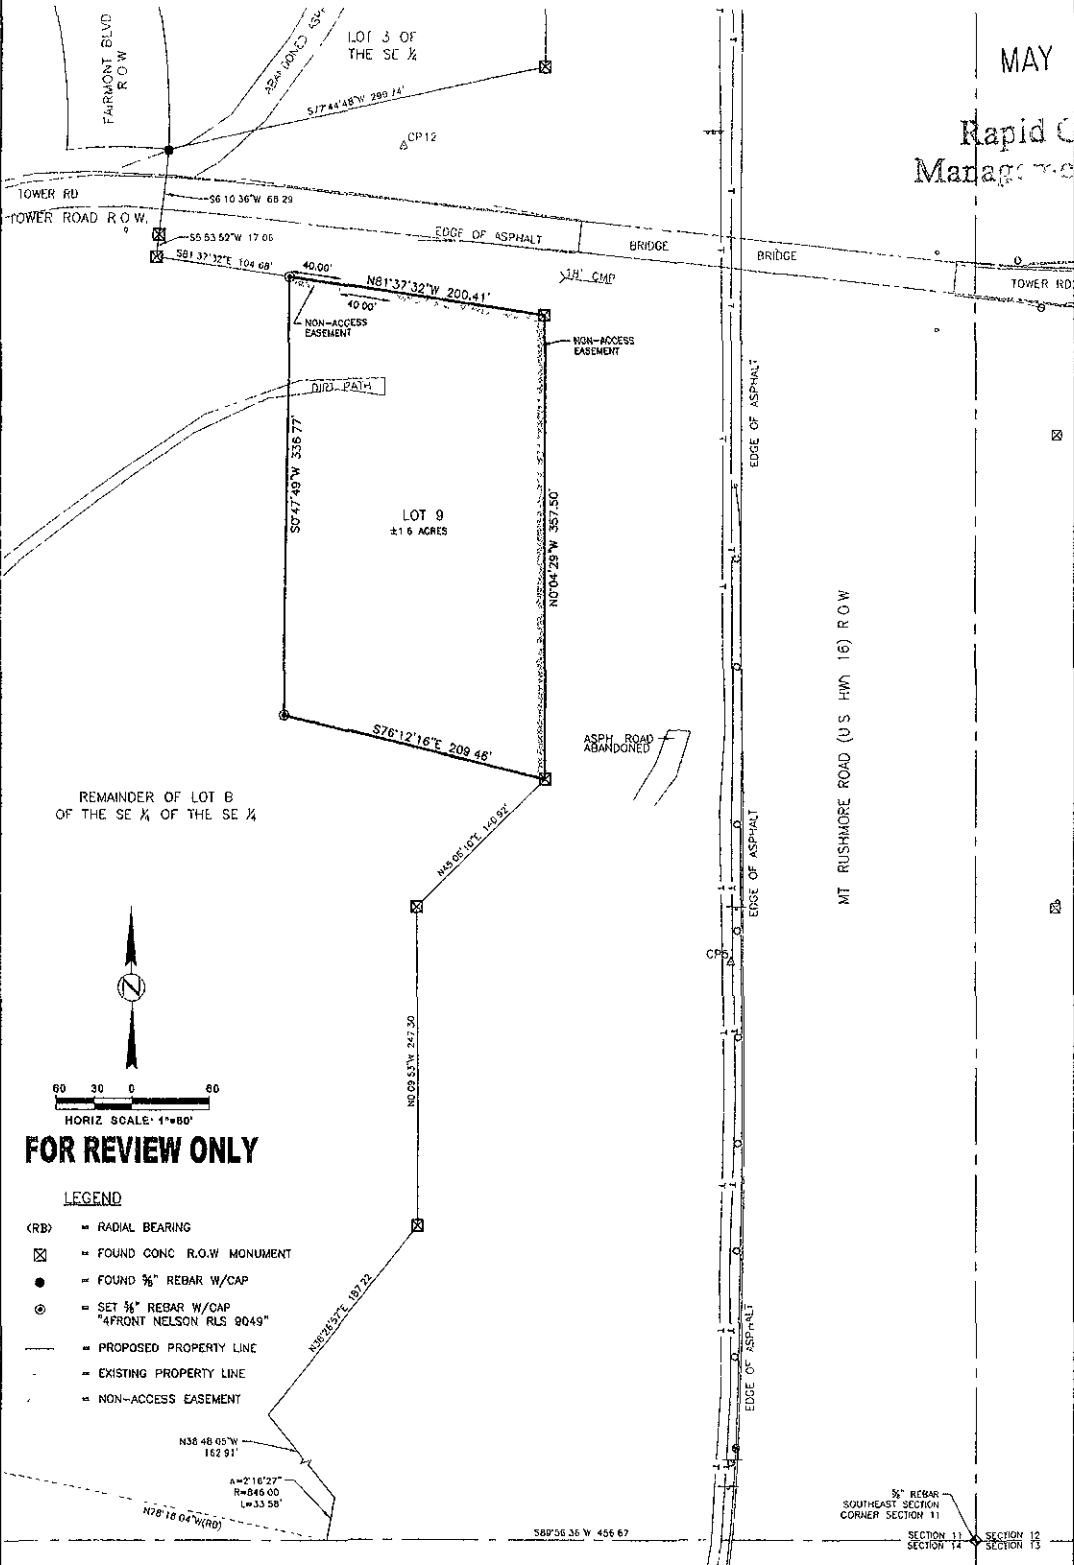 FAIRMONT BLVD
R O W
LOT 3 OF
THE SE ¼
MAY
S77°44'48"W 299 74'
CP12
Rapid
TOWER RD
TOWER ROAD R O W.
S6 10 36"W 68 29
S5 53 52"W 17 06
S81 37'32"E 104 68'
EDGE OF ASPHALT
BRIDGE
BRIDGE
TOWER RD
40.00'
N81°37'32"W 200.41'
40 00'
18" CMP
NON-ACCESS
EASEMENT
NON-ACCESS
EASEMENT
DIRT PATH
EDGE OF ASPHALT
S0°47'49"W 336 77'
LOT 9
±1 6 ACRES
N0°04'29"W 357.50'
MT RUSHMORE ROAD (U S HWY 16) R O W
S76°12'16"E 209 46'
ASPH ROAD
ABANDONED
REMAINDER OF LOT B
OF THE SE ¼ OF THE SE ¼
N45 05'10"E 140.92'
EDGE OF ASPHALT
CP5
N
N0 09 53"W 247.30
60 30 0 60
HORIZ SCALE: 1"=60'
FOR REVIEW ONLY
LEGEND
(RB) = RADIAL BEARING
= FOUND CONC R.O.W MONUMENT
= FOUND ⅝" REBAR W/CAP
= SET ⅝" REBAR W/CAP
"4FRONT NELSON RLS 9049"
= PROPOSED PROPERTY LINE
= EXISTING PROPERTY LINE
= NON-ACCESS EASEMENT
N38°26'57"E 187 22
EDGE OF ASPHALT
N38 48 05"W
162 91'
Δ=2°16'27"
R=846 00
L=33 58'
N78°18 04"W(RB)
S89°56 36 W 456 67
⅝" REBAR
SOUTHEAST SECTION
CORNER SECTION 11
SECTION 11 SECTION 12
SECTION 14 SECTION 13